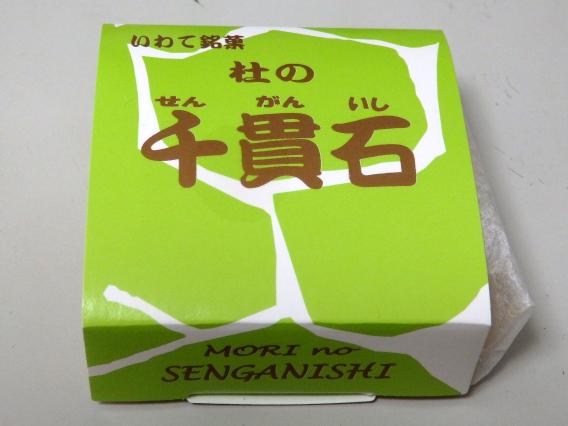 いわて銘菓
杜の
せん がん いし
千貫石
MORI no
SENGANISHI